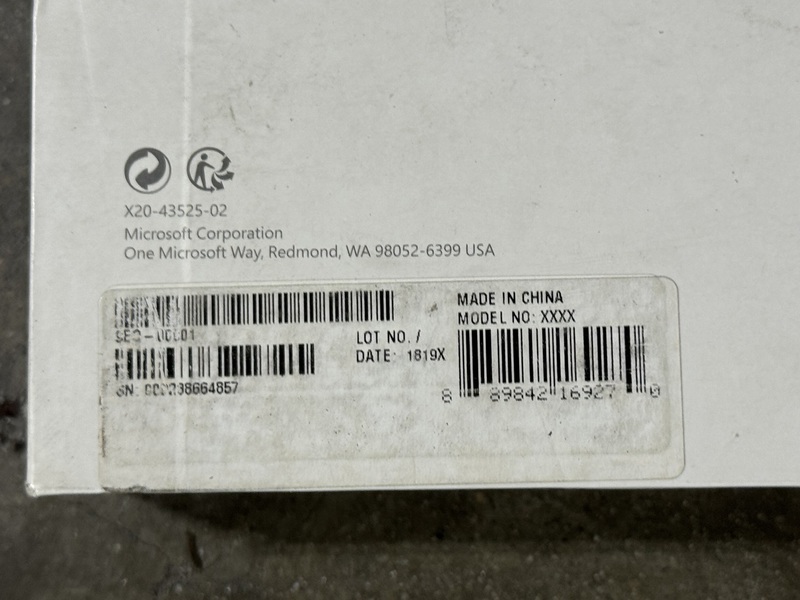 X20-43525-02
Microsoft Corporation
One Microsoft Way, Redmond, WA 98052-6399 USA
MADE IN CHINA
MODEL NO: XXXX
LOT NO. /
DATE: 1819X
SN:
8 89842 16927 0